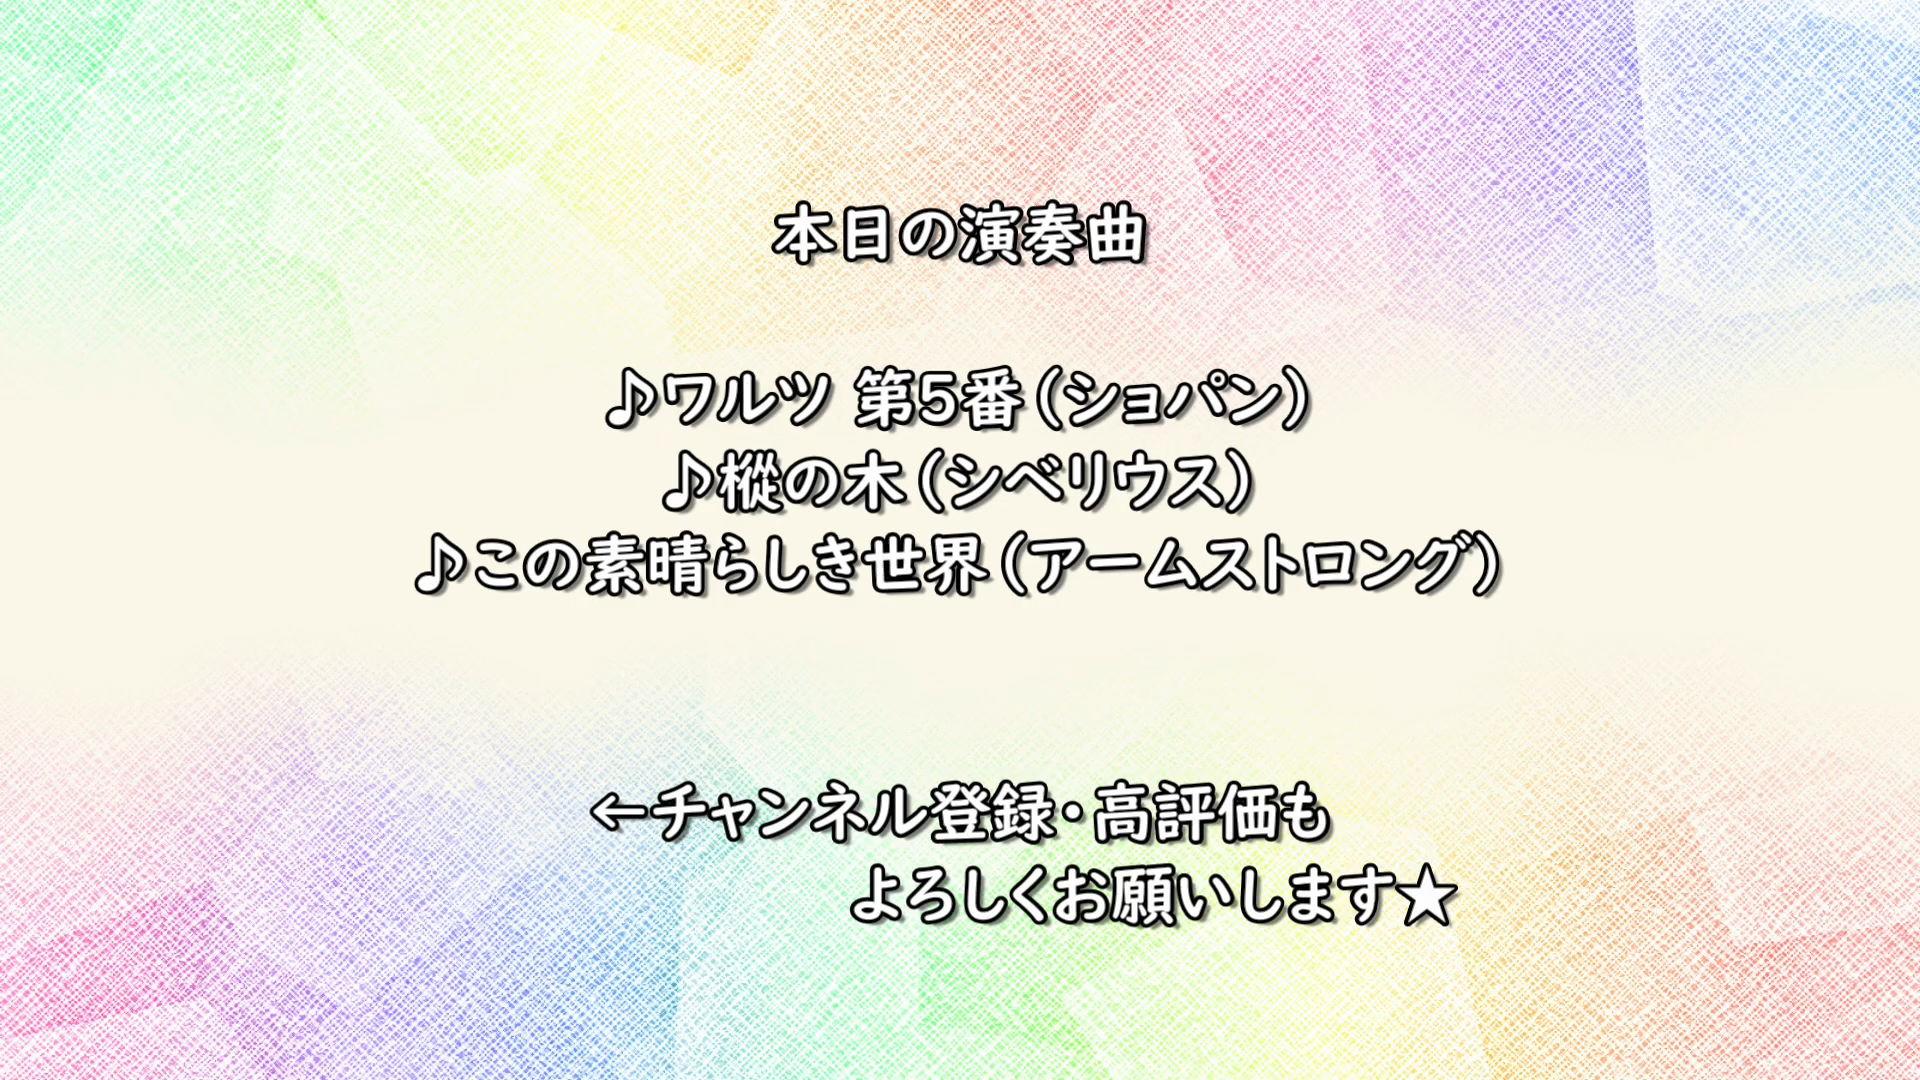 本日の演奏曲
♪ワルツ 第5番（ショパン）
♪樅の木（シベリウス）
♪この素晴らしき世界（アームストロング）
←チャンネル登録・高評価も
よろしくお願いします★